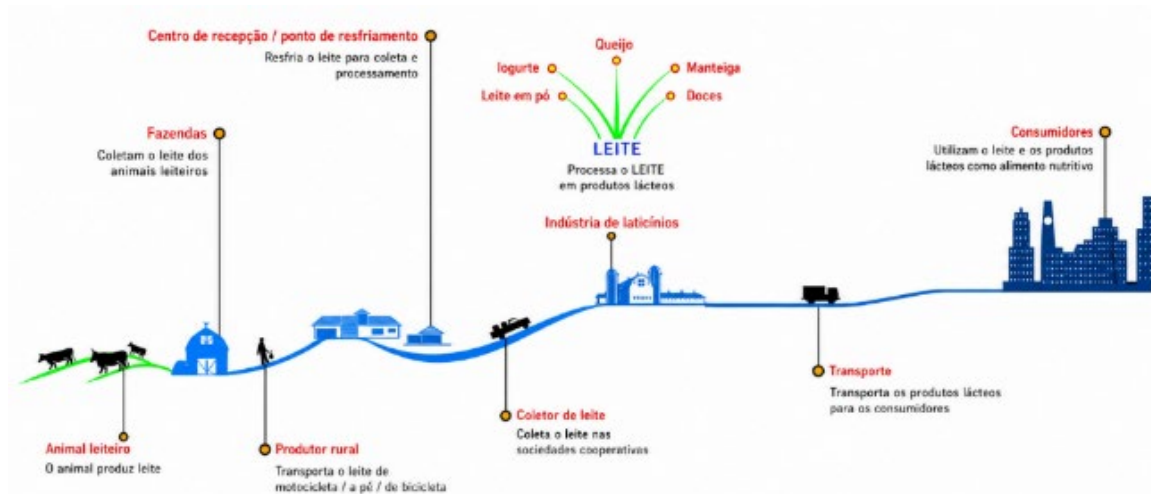 Centro de recepção / ponto de resfriamento
Resfria o leite para coleta e
processamento
Queijo
Iogurte
Manteiga
Leite em pó
Doces
LEITE
Processa o LEITE
em produtos lácteos
Fazendas
Coletam o leite dos
animais leiteiros
Consumidores
Utilizam o leite e os produtos
lácteos como alimento nutritivo
Indústria de laticínios
Transporte
Transporta os produtos lácteos
para os consumidores
Coletor de leite
Coleta o leite nas
sociedades cooperativas
Animal leiteiro
O animal produz leite
Produtor rural
Transporta o leite de
motocicleta / a pé / de bicicleta